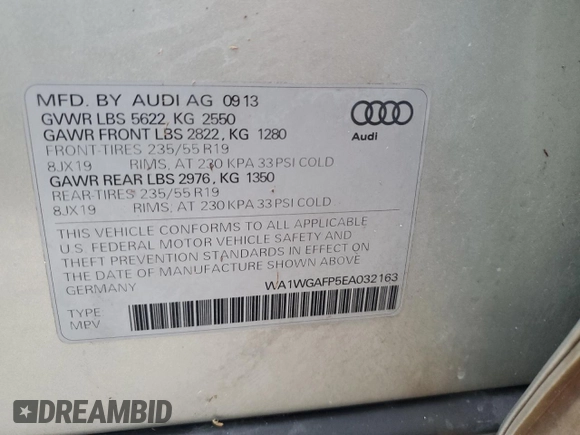 MFD. BY AUDI AG 09 13
GVWR LBS 5622, KG 2550
GAWR FRONT LBS 2822, KG 1280
FRONT-TIRES 235/55 R19
8JX19 RIMS, AT 230 KPA 33 PSI COLD
GAWR REAR LBS 2976, KG 1350
REAR-TIRES 235/55 R19
8JX19 RIMS, AT 230 KPA 33 PSI COLD
Audi
THIS VEHICLE CONFORMS TO ALL APPLICABLE
U.S. FEDERAL MOTOR VEHICLE SAFETY AND
THEFT PREVENTION STANDARDS IN EFFECT ON
THE DATE OF MANUFACTURE SHOWN ABOVE.
GERMANY WA1WGAFP5EA032163
TYPE
MPV
DREAMBID